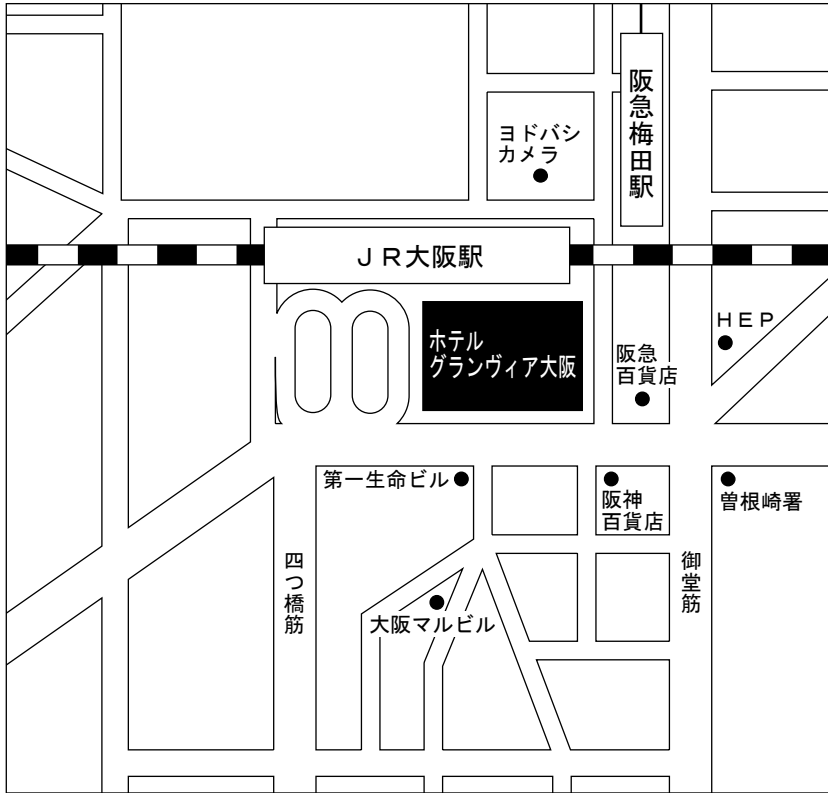 阪急梅田駅
ヨドバシ
カメラ
ＪＲ大阪駅
ホテル
グランヴィア大阪
ＨＥＰ
阪急
百貨店
第一生命ビル
阪神
百貨店
曽根崎署
四つ橋筋
御堂筋
大阪マルビル